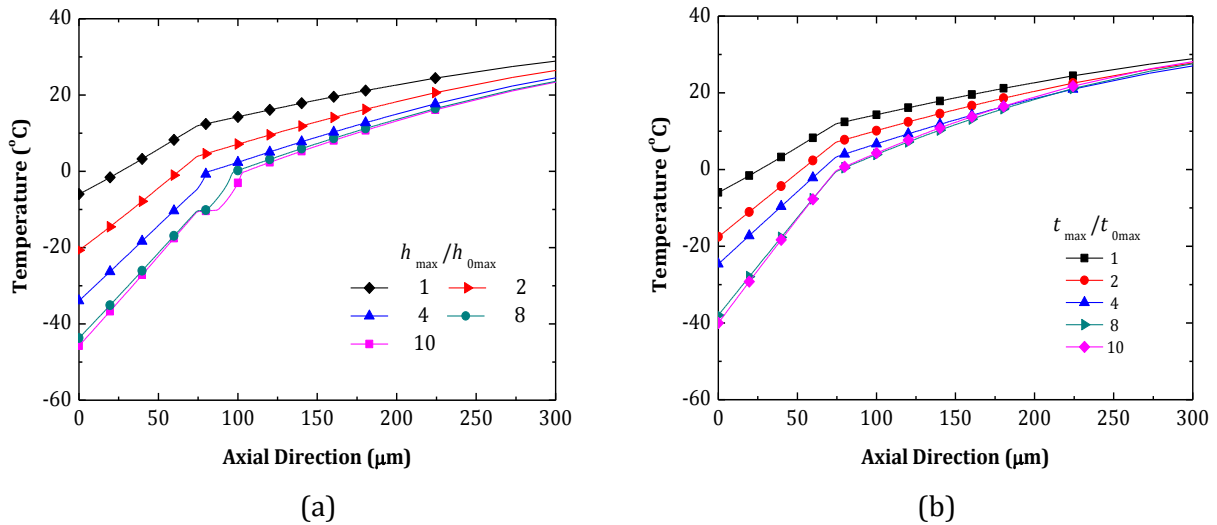 40
20
0
-20
-40
-60
0 50 100 150 200 250 300
Temperature (°C)
Axial Direction (μm)
h max /h 0max
1 2
4 8
10
(a)
40
20
0
-20
-40
-60
0 50 100 150 200 250 300
Temperature (°C)
Axial Direction (μm)
t max /t 0max
1
2
4
8
10
(b)